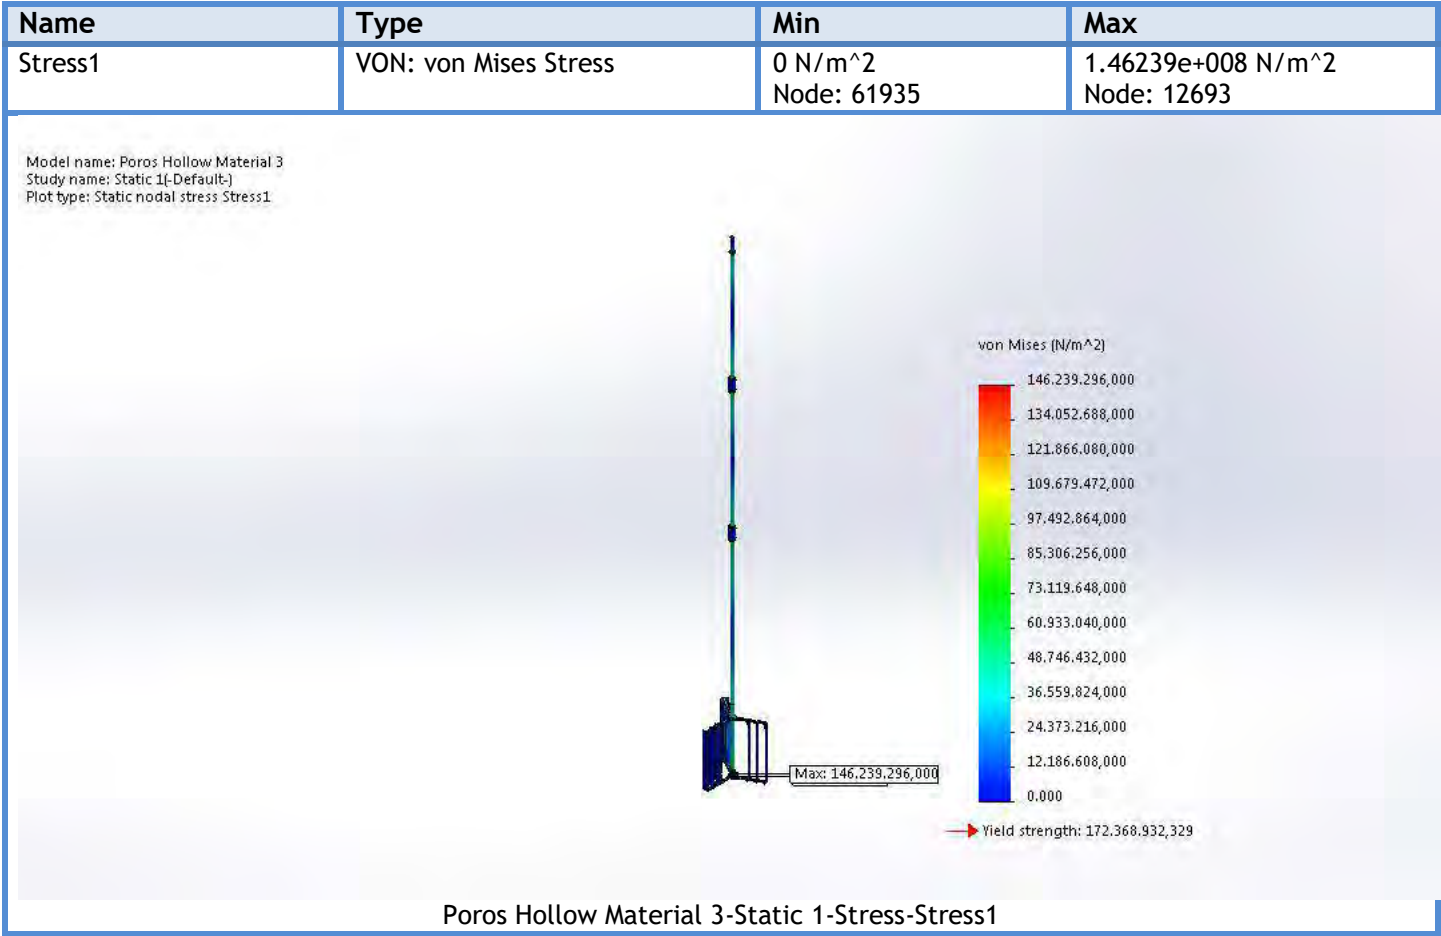 Name Type Min Max
Stress1 VON: von Mises Stress 0 N/m^2 1.46239e+008 N/m^2
Node: 61935 Node: 12693
Model name: Poros Hollow Material 3
Study name: Static 1(-Default-)
Plot type: Static nodal stress Stress1
von Mises (N/m^2)
146.239.296,000
134.052.688,000
121.866.080,000
109.679.472,000
97.492.864,000
85.306.256,000
73.119.648,000
60.933.040,000
48.746.432,000
36.559.824,000
24.373.216,000
12.186.608,000
0.000
Max: 146.239.296,000
Yield strength: 172.368.932,329
Poros Hollow Material 3-Static 1-Stress-Stress1